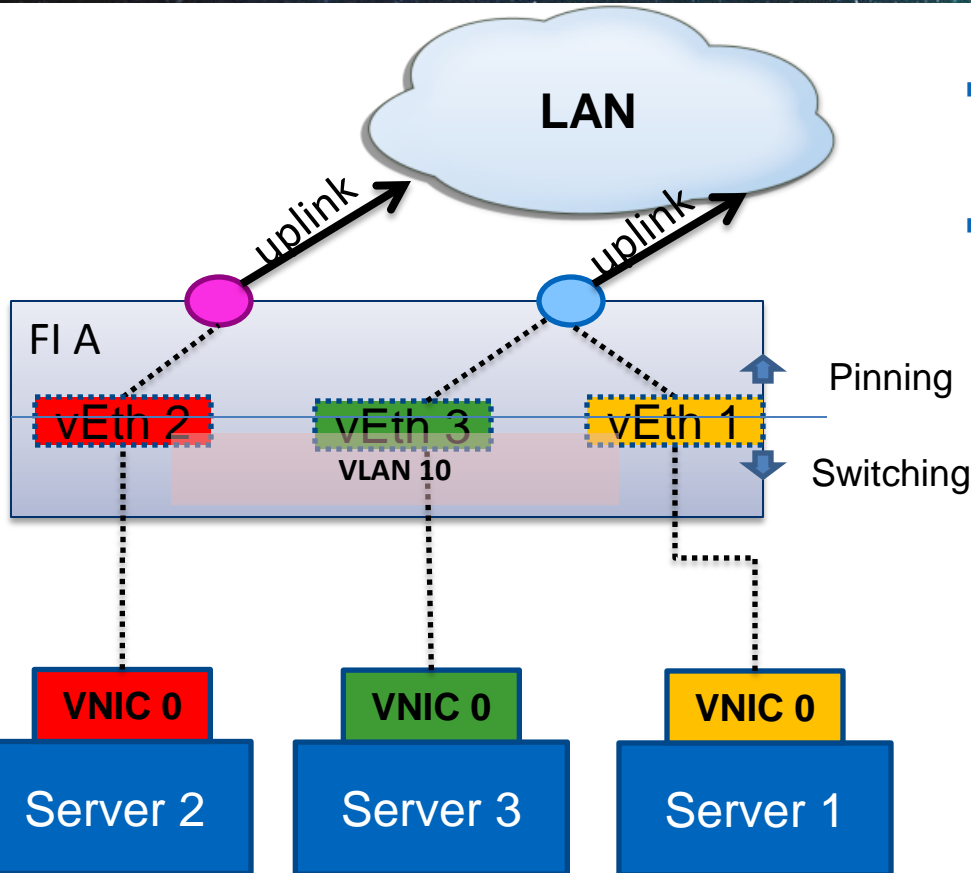 LAN
uplink
uplink
FI A
Pinning
vEth 2
vEth 3
vEth 1
VLAN 10
Switching
VNIC 0
VNIC 0
VNIC 0
Server 2
Server 3
Server 1